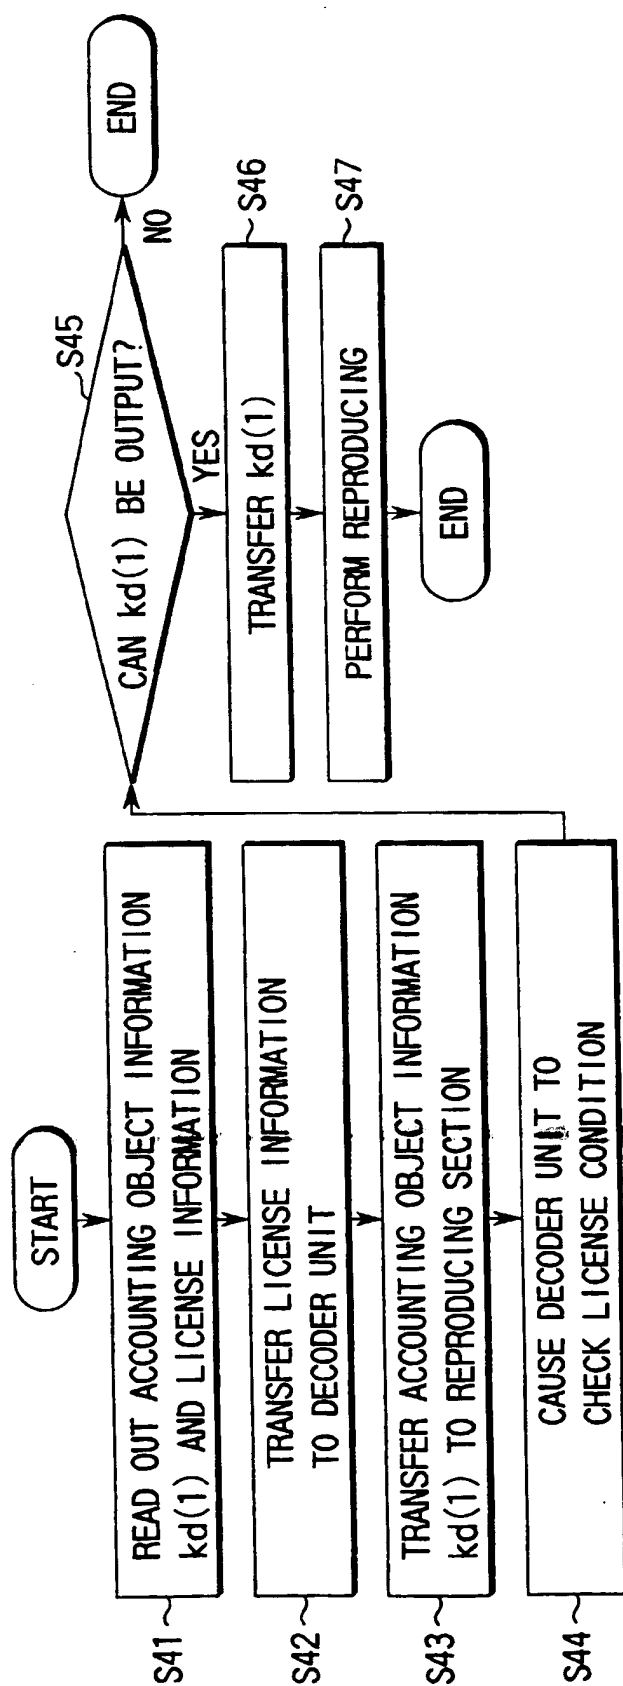 START
S41
READ OUT ACCOUNTING OBJECT INFORMATION
kd(1) AND LICENSE INFORMATION
S42
TRANSFER LICENSE INFORMATION
TO DECODER UNIT
S43
TRANSFER ACCOUNTING OBJECT INFORMATION
kd(1) TO REPRODUCING SECTION
S44
CAUSE DECODER UNIT TO
CHECK LICENSE CONDITION
S45
CAN kd(1) BE OUTPUT?
NO
END
YES
TRANSFER kd(1)
S46
PERFORM REPRODUCING
S47
END